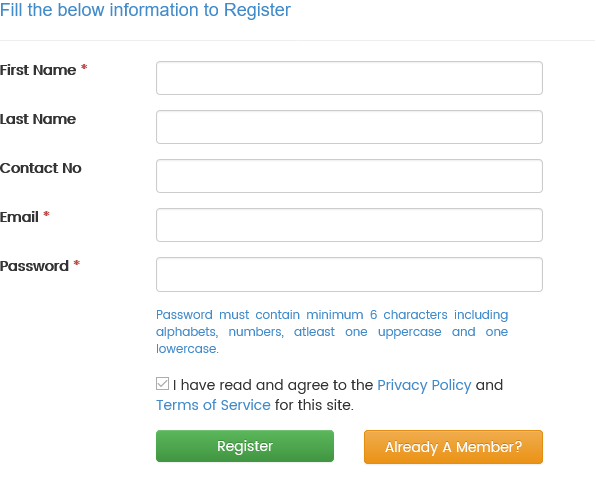 Fill the below information to Register
First Name *
Last Name
Contact No
Email *
Password *
Password must contain minimum 6 characters including
alphabets, numbers, atleast one uppercase and one
lowercase.
I have read and agree to the Privacy Policy and
Terms of Service for this site.
Register
Already A Member?